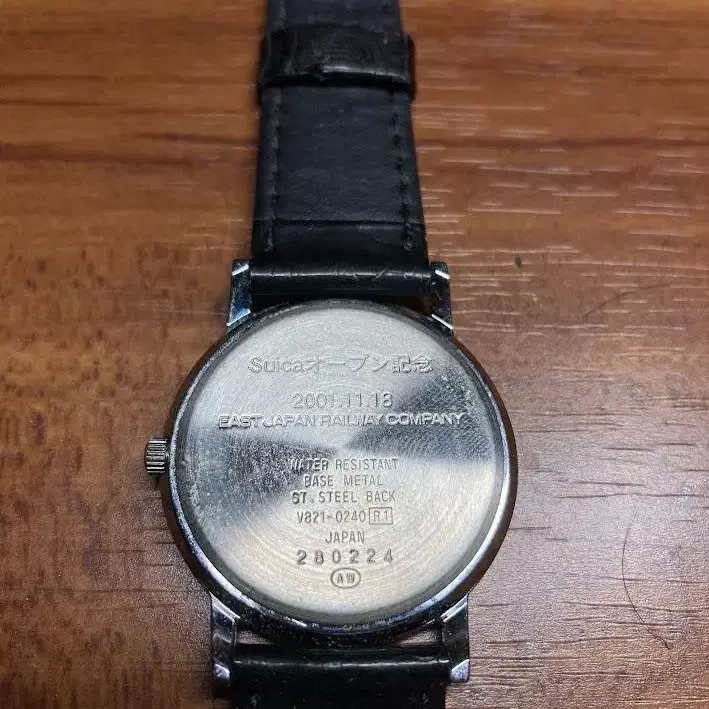 Suicaオープン記念
2001.11.18
EAST JAPAN RAILWAY COMPANY
WATER RESISTANT
BASE METAL
ST. STEEL BACK
V821-0240 R1
JAPAN
280224
AW